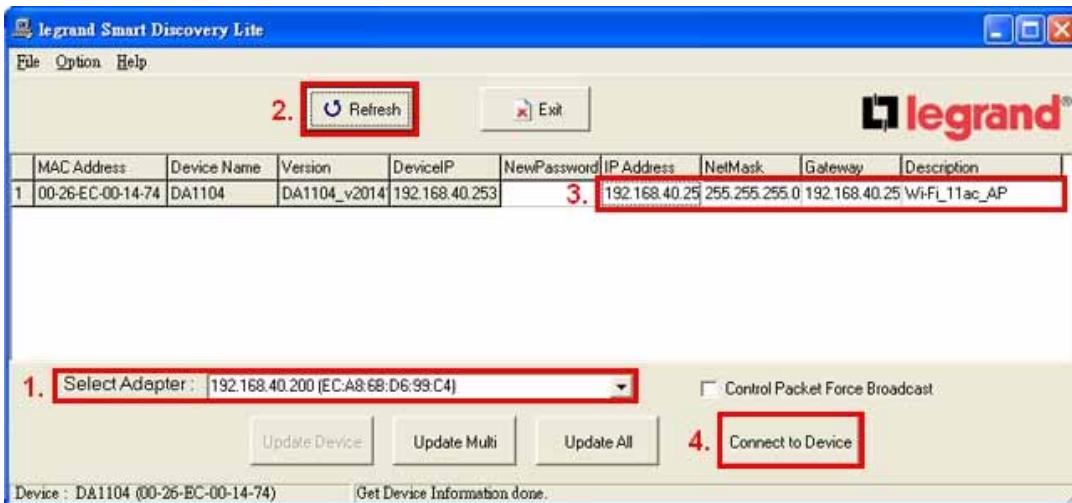 legrand Smart Discovery Lite
File Option Help
2. Refresh Exit legrand®
MAC Address Device Name Version DeviceIP NewPassword IP Address NetMask Gateway Description
1 00-26-EC-00-14-74 DA1104 DA1104_v2014 192.168.40.253 3. 192.168.40.25 255.255.255.0 192.168.40.25 Wi-Fi_11ac_AP
1. Select Adapter : 192.168.40.200 (EC:A8:6B:D6:99:C4) Control Packet Force Broadcast
Update Device Update Multi Update All 4. Connect to Device
Device : DA1104 (00-26-EC-00-14-74) Get Device Information done.